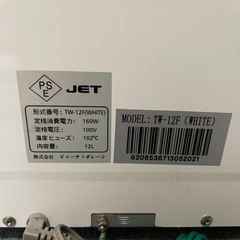 PS
E
JET
形式番号: TW-12F(WHITE)
定格消費電力: 160W
定格電圧: 100V
温度ヒューズ: 102℃
内容量: 12L
株式会社 ビューティガレージ
MODEL: TW-12F (WHITE)
8206536713052021